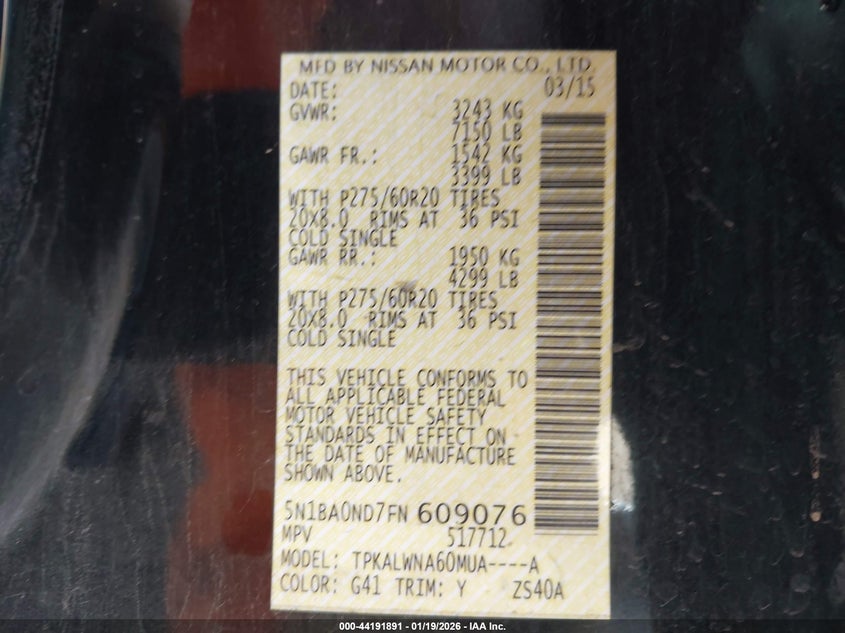 MFD BY NISSAN MOTOR CO., LTD.
DATE: 03/15
GVWR: 3243 KG
7150 LB
GAWR FR.: 1542 KG
3399 LB
WITH P275/60R20 TIRES
20X8.0 RIMS AT 36 PSI
COLD SINGLE
GAWR RR.: 1950 KG
4299 LB
WITH P275/60R20 TIRES
20X8.0 RIMS AT 36 PSI
COLD SINGLE
THIS VEHICLE CONFORMS TO
ALL APPLICABLE FEDERAL
MOTOR VEHICLE SAFETY
STANDARDS IN EFFECT ON
THE DATE OF MANUFACTURE
SHOWN ABOVE.
5N1BA0ND7FN 609076
MPV 517712
MODEL: TPKALWNA60MUA----A
COLOR: G41 TRIM: Y ZS40A
000-44191891 - 01/19/2026 - IAA Inc.